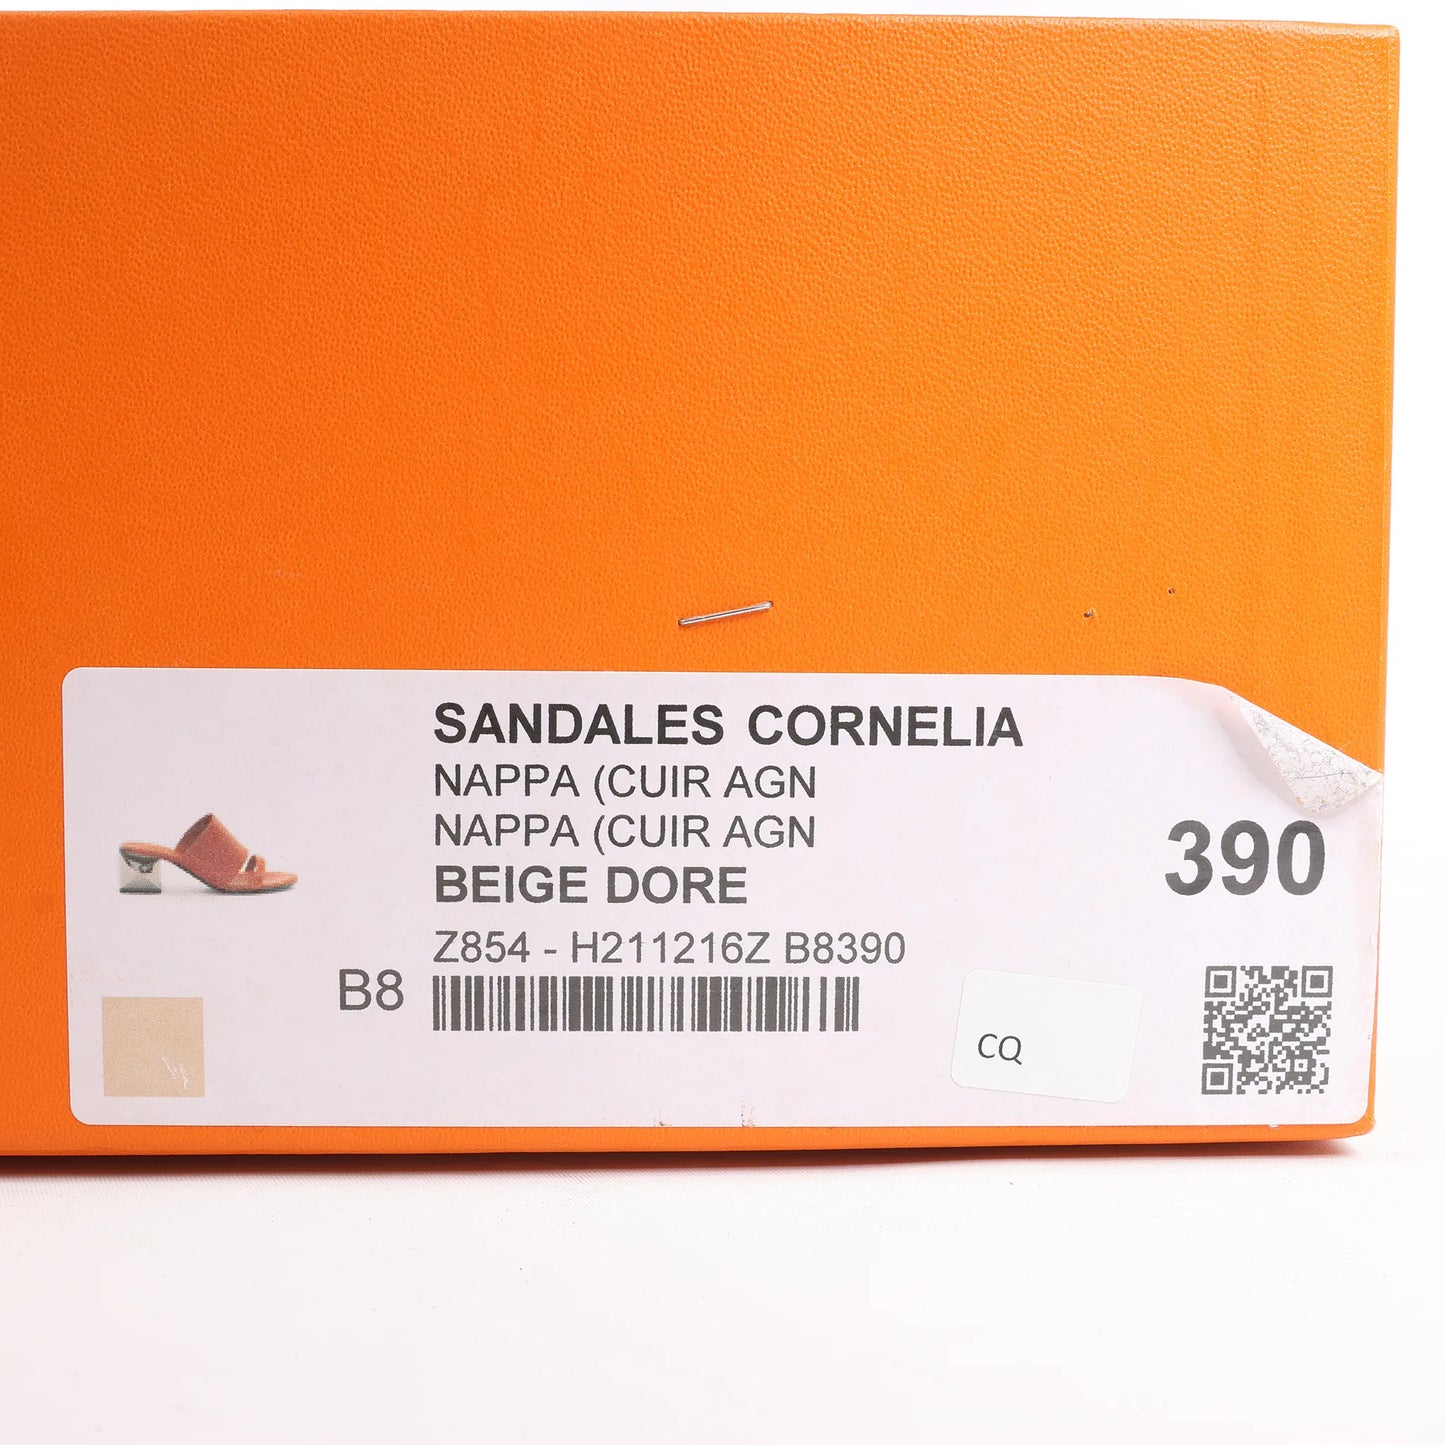 SANDALES CORNELIA
NAPPA (CUIR AGN
NAPPA (CUIR AGN
BEIGE DORE
390
Z854 - H211216Z B8390
B8
CQ